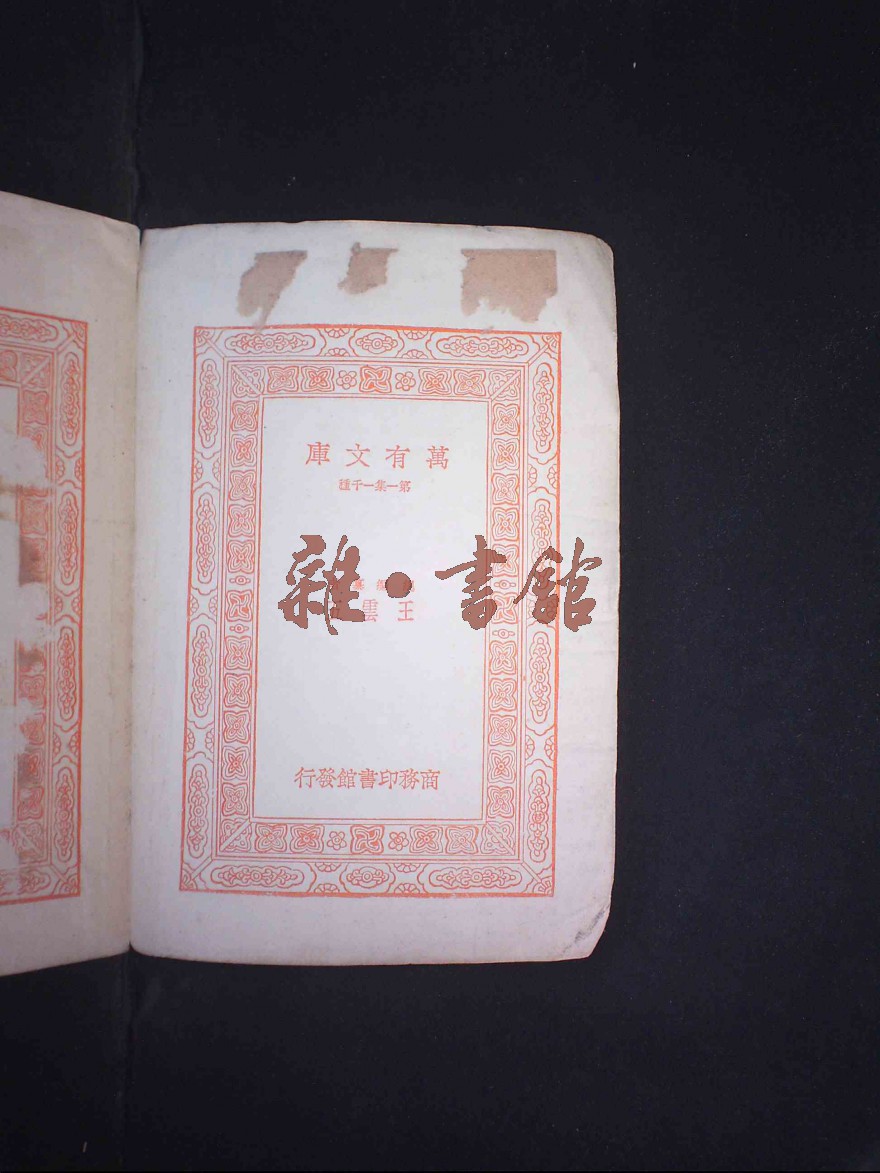 萬有文庫
第一集一千種
王雲
商務印書館發行
雜·書館